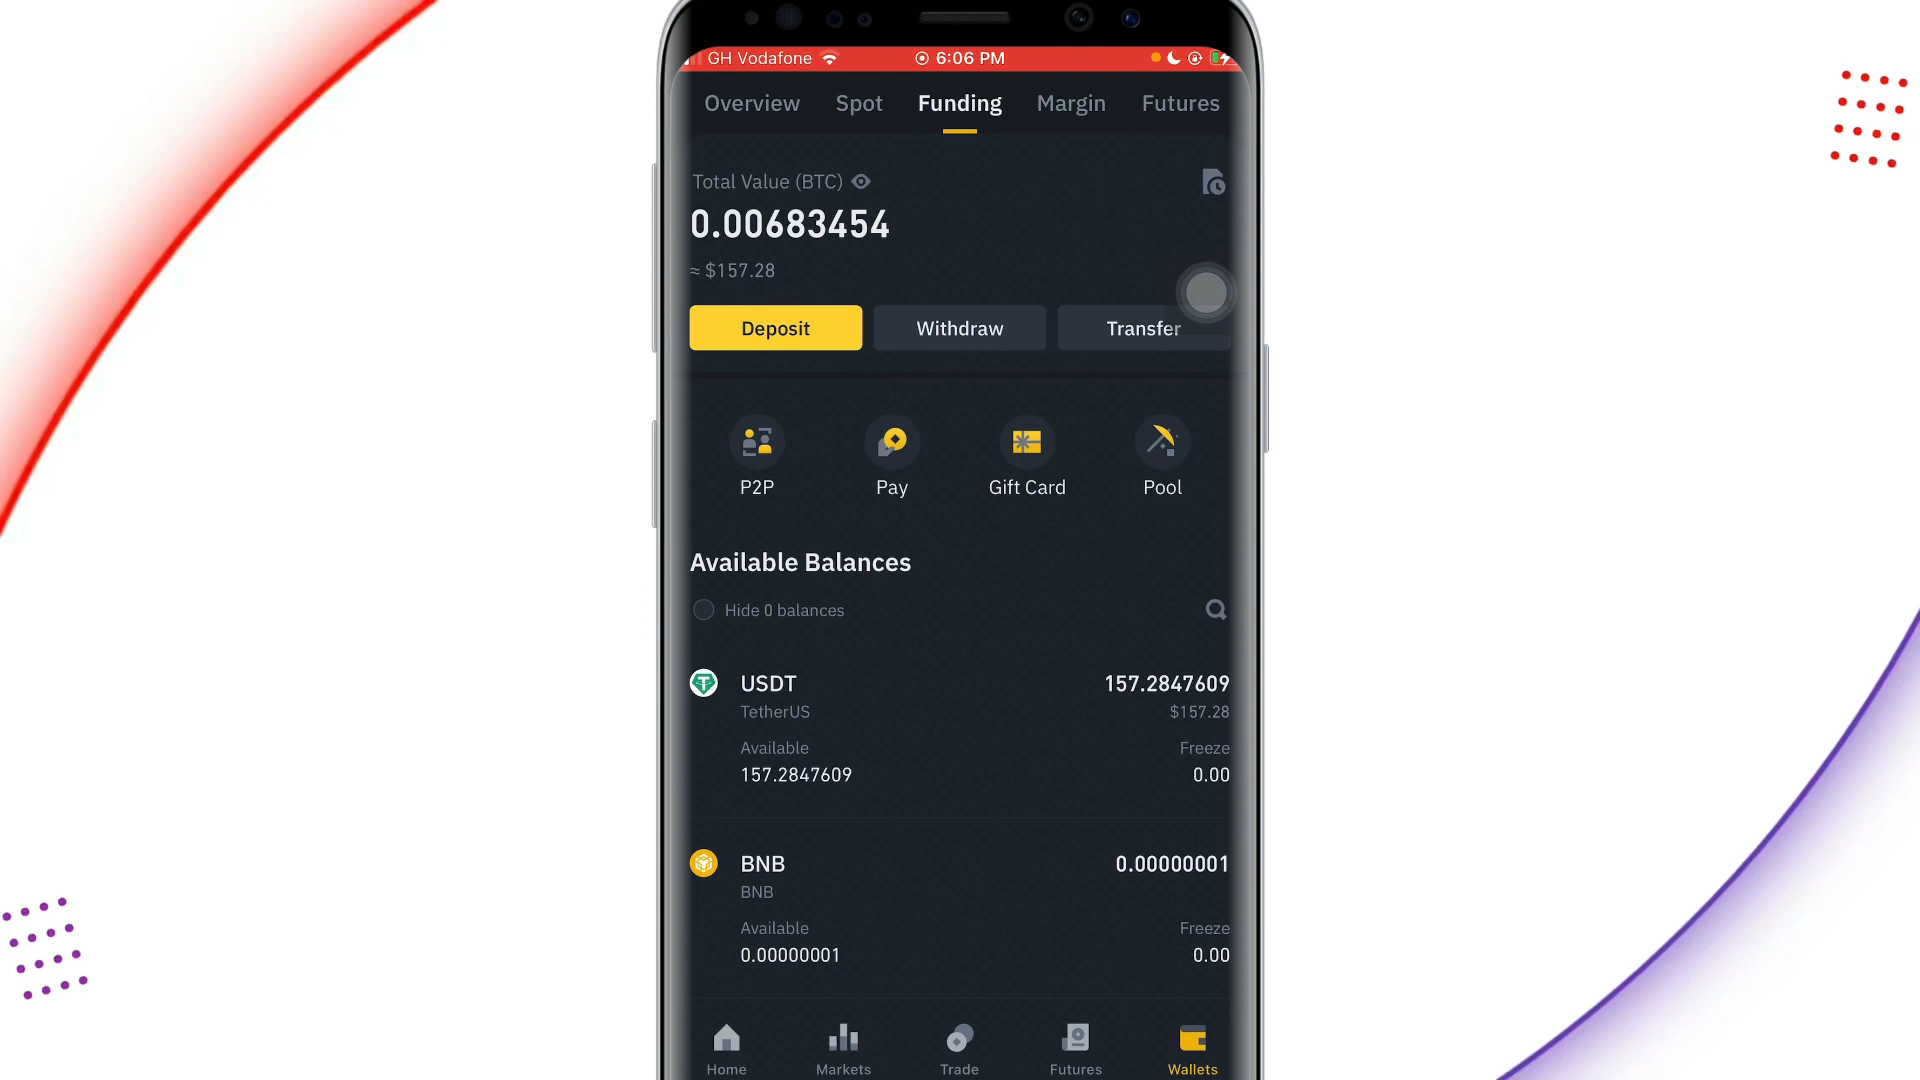 GH Vodafone 6:06 PM
Overview Spot Funding Margin Futures
Total Value (BTC)
0.00683454
≈ $157.28
Deposit Withdraw Transfer
P2P Pay Gift Card Pool
Available Balances
Hide 0 balances
USDT 157.2847609
TetherUS $157.28
Available Freeze
157.2847609 0.00
BNB 0.00000001
BNB
Available Freeze
0.00000001 0.00
Home Markets Trade Futures Wallets